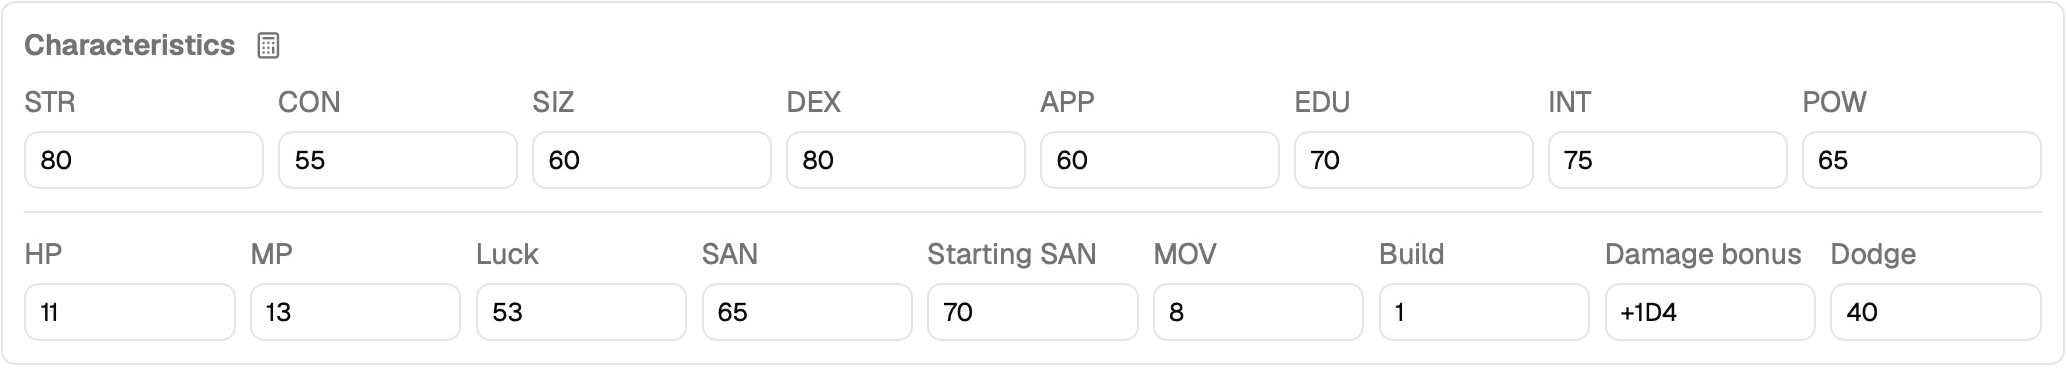 Characteristics
STR CON SIZ DEX APP EDU INT POW
80 55 60 80 60 70 75 65
HP MP Luck SAN Starting SAN MOV Build Damage bonus Dodge
11 13 53 65 70 8 1 +1D4 40